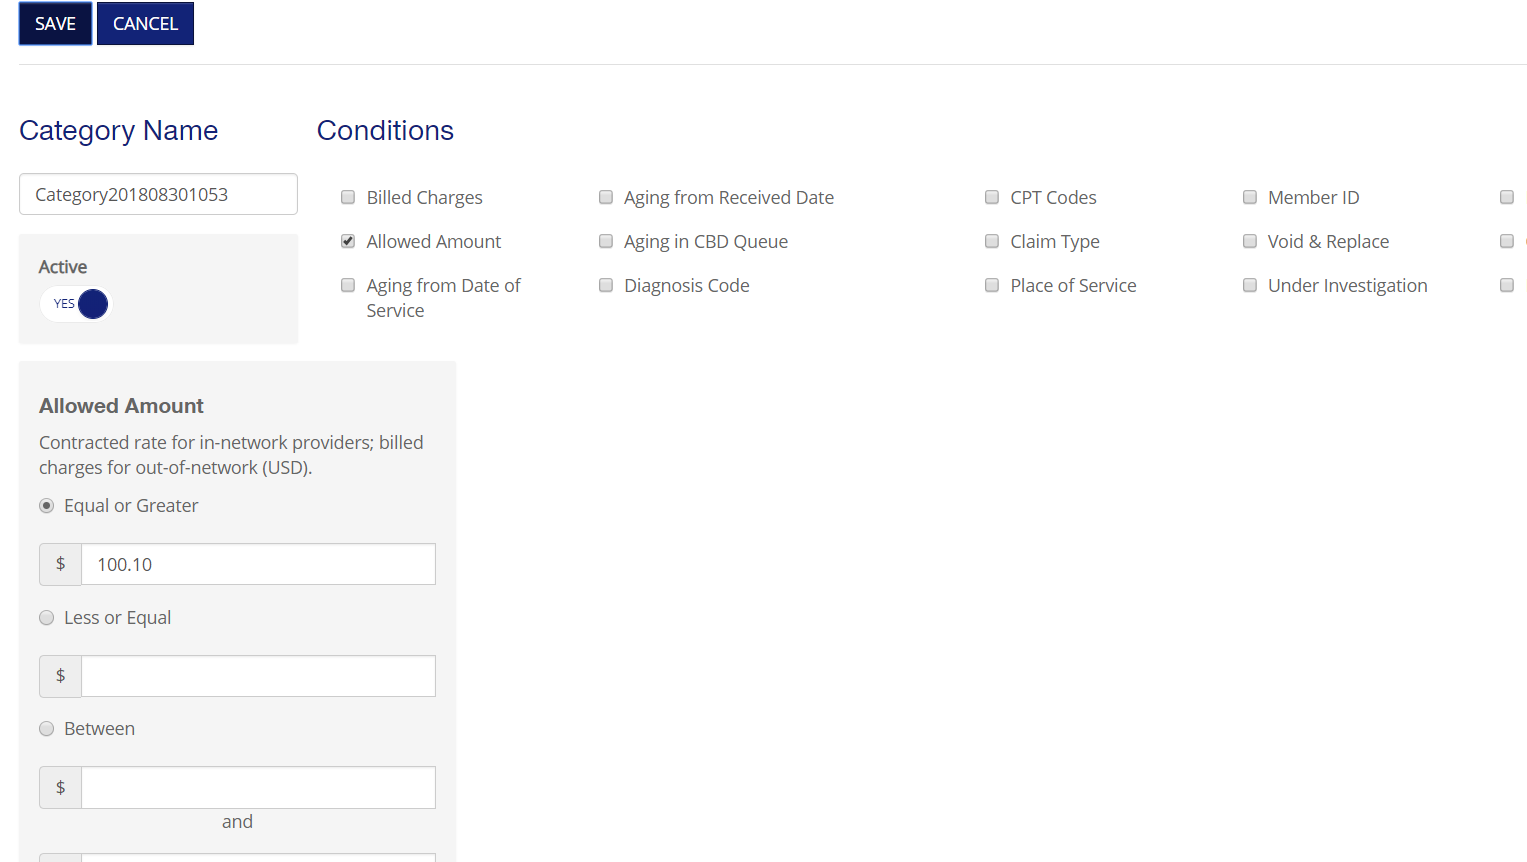 SAVE CANCEL
Category Name
Conditions
Category201808301053
Active
YES
Billed Charges
Aging from Received Date
CPT Codes
Member ID
Allowed Amount
Aging in CBD Queue
Claim Type
Void & Replace
Aging from Date of
Service
Diagnosis Code
Place of Service
Under Investigation
Allowed Amount
Contracted rate for in-network providers; billed
charges for out-of-network (USD).
Equal or Greater
$ 100.10
Less or Equal
$
Between
$
and